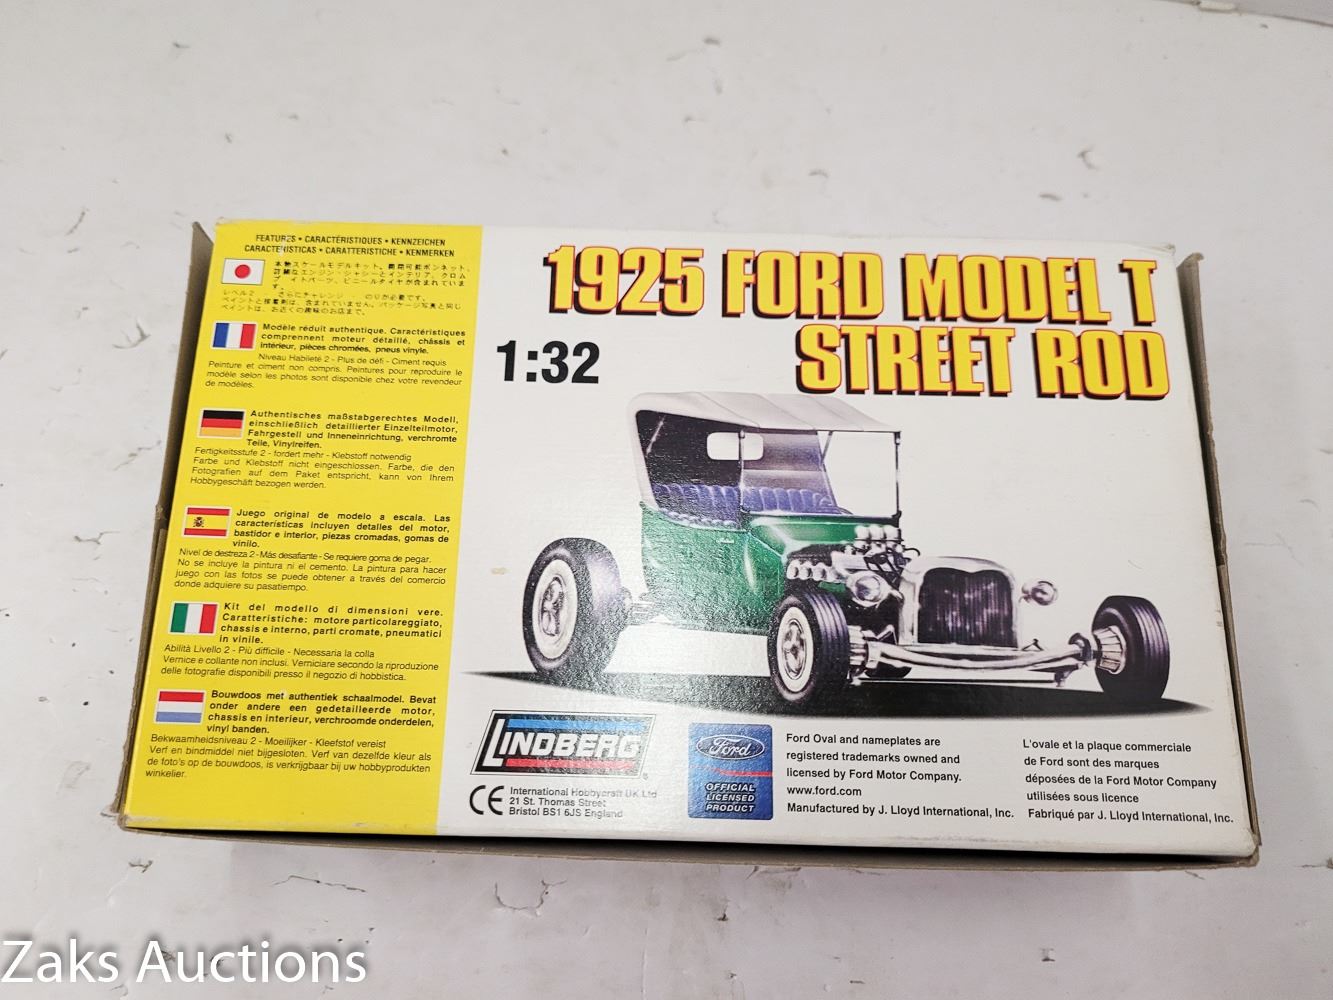 FEATURES • CARACTÉRISTIQUES • KENNZEICHEN
CARACTERÍSTICAS • CARATTERISTICHE • KENMERKEN
Modèle réduit authentique. Caractéristiques
comprennent moteur détaillé, châssis et
intérieur, pièces chromées, pneus vinyle.
Niveau Habileté 2 - Plus de défi - Ciment requis
Peinture et ciment non compris. Peintures pour reproduire le
modèle selon les photos sont disponible chez votre revendeur
de modèles.
Authentisches maßstabgerechtes Modell,
einschließlich detaillierter Einzelteilmotor,
Fahrgestell und Inneneinrichtung, verchromte
Teile, Vinylreifen.
Fertigkeitsstufe 2 - fordert mehr - Klebstoff notwendig
Farbe und Klebstoff nicht eingeschlossen. Farbe, die den
Fotografien auf dem Paket entspricht, kann von Ihrem
Hobbygeschäft bezogen werden.
Juego original de modelo a escala. Las
características incluyen detalles del motor,
bastidor e interior, piezas cromadas, gomas de
vinilo.
Nivel de destreza 2 - Más desafiante - Se requiere goma de pegar.
No se incluye la pintura ni el cemento. La pintura para hacer
juego con las fotos se puede obtener a través del comercio
donde adquiere su pasatiempo.
Kit del modello di dimensioni vere.
Caratteristiche: motore particolareggiato,
chassis e interno, parti cromate, pneumatici
in vinile.
Abilità Livello 2 - Più difficile - Necessaria la colla
Vernice e collante non inclusi. Verniciare secondo la riproduzione
delle fotografie disponibili presso il negozio di hobbistica.
Bouwdoos met authentiek schaalmodel. Bevat
onder andere een gedetailleerde motor,
chassis en interieur, verchroomde onderdelen,
vinyl banden.
Bekwaamheidsniveau 2 - Moeilijker - Kleefstof vereist
Verf en bindmiddel niet bijgesloten. Verf van dezelfde kleur als
de foto's op de bouwdoos, is verkrijgbaar bij uw hobbyprodukten
winkelier.
1925 FORD MODEL T
STREET ROD
1:32
LINDBERG®
CE
International Hobbycraft UK Ltd
21 St. Thomas Street
Bristol BS1 6JS England
Ford
OFFICIAL
LICENSED
PRODUCT
Ford Oval and nameplates are
registered trademarks owned and
licensed by Ford Motor Company.
www.ford.com
Manufactured by J. Lloyd International, Inc.
L'ovale et la plaque commerciale
de Ford sont des marques
déposées de la Ford Motor Company
utilisées sous licence
Fabriqué par J. Lloyd International, Inc.
Zaks Auctions